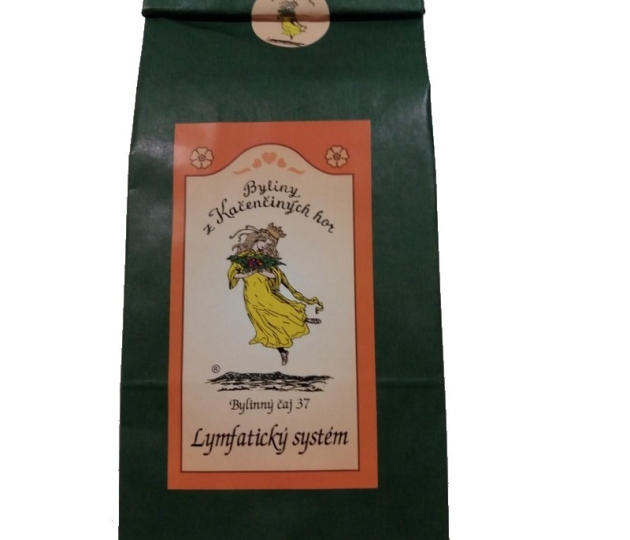 Byliny
z Kačenčiných hor
®
Bylinný čaj 37
Lymfatický systém